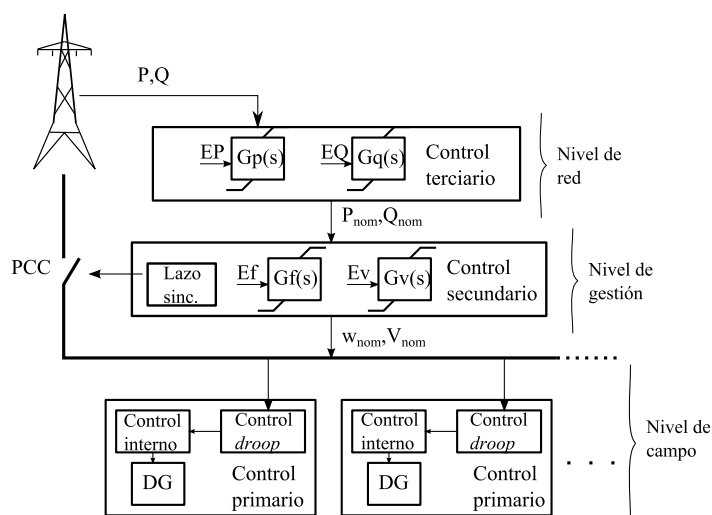 P,Q
EP
Gp(s)
EQ
Gq(s)
Control
terciario
Nivel de
red
P_nom,Q_nom
PCC
Lazo
sinc.
Ef
Gf(s)
Ev
Gv(s)
Control
secundario
Nivel de
gestión
w_nom,V_nom
Control
interno
Control
droop
DG
Control
primario
Control
interno
Control
droop
DG
Control
primario
Nivel de
campo